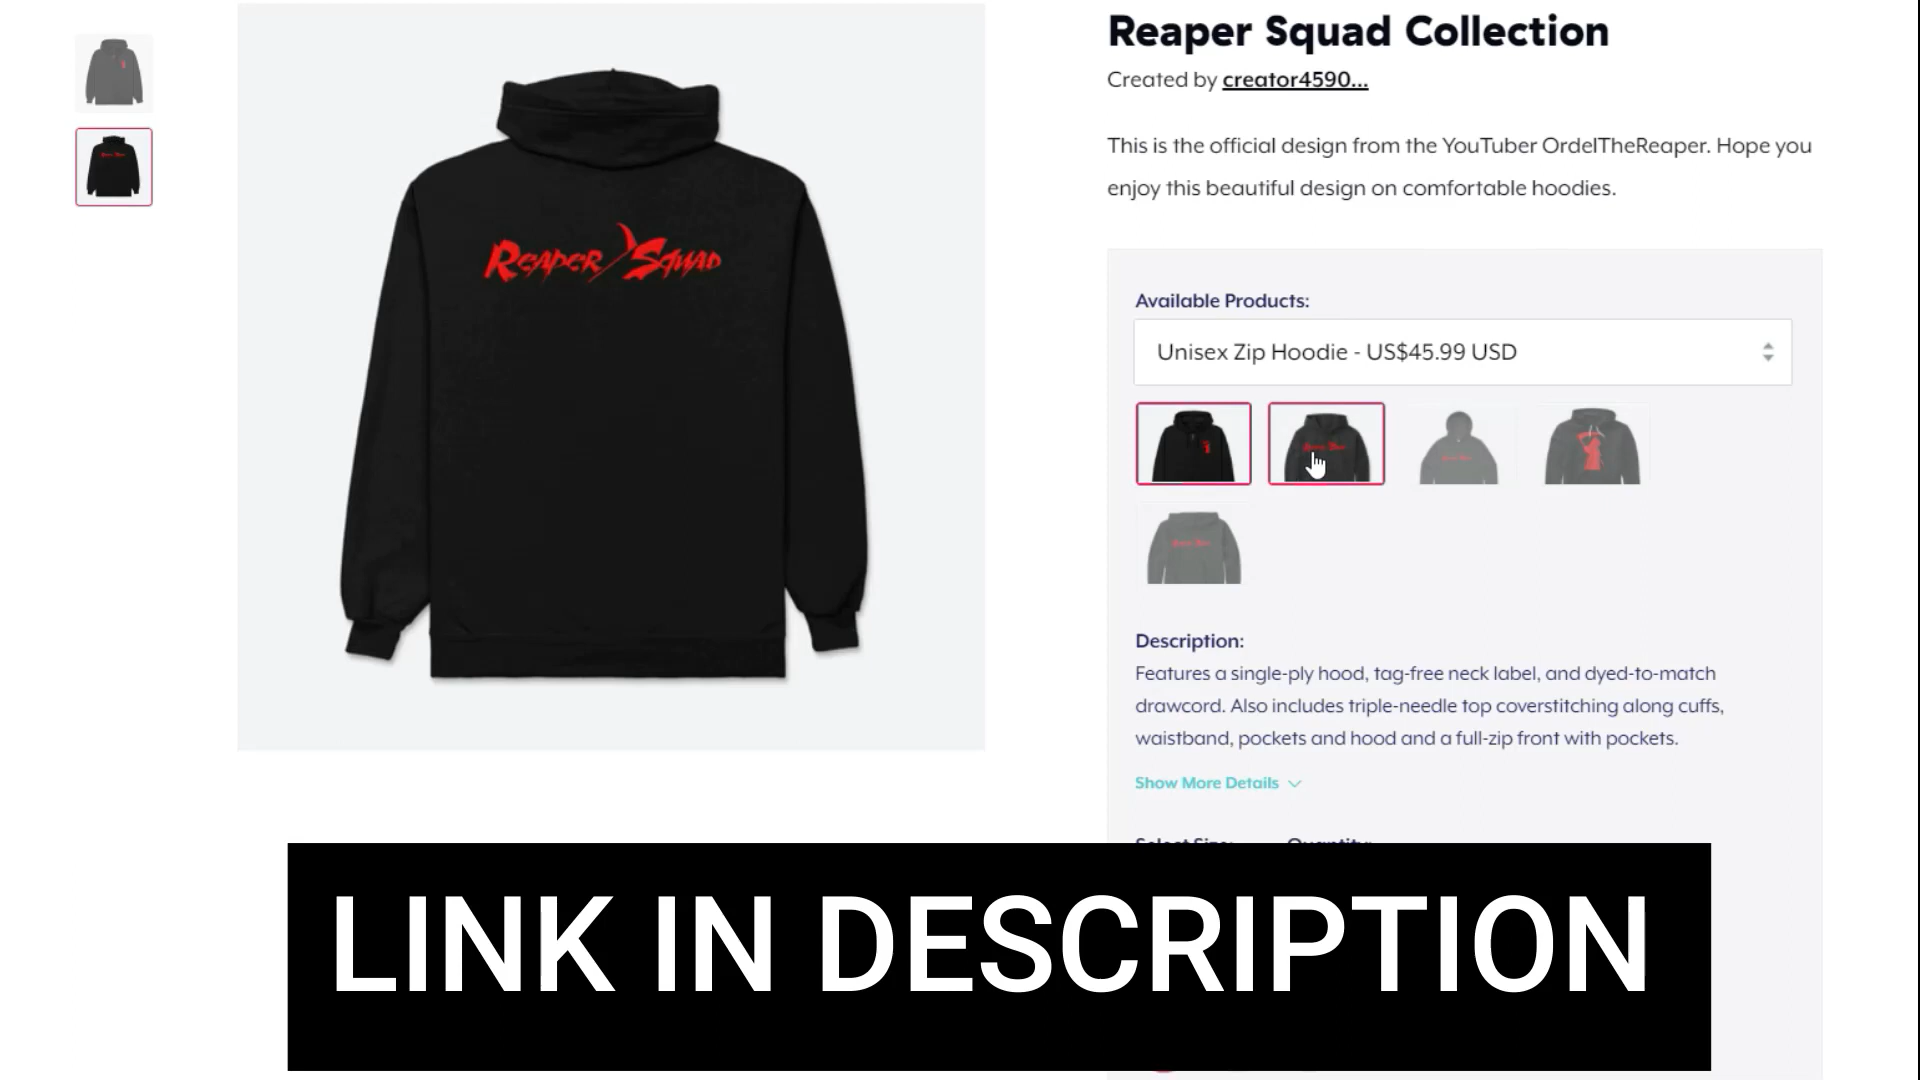 Reaper Squad Collection
Created by creator4590...
This is the official design from the YouTuber OrdelTheReaper. Hope you
enjoy this beautiful design on comfortable hoodies.
REAPER SQUAD
Available Products:
Unisex Zip Hoodie - US$45.99 USD
Description:
Features a single-ply hood, tag-free neck label, and dyed-to-match
drawcord. Also includes triple-needle top coverstitching along cuffs,
waistband, pockets and hood and a full-zip front with pockets.
Show More Details
Select Size: Quantity:
LINK IN DESCRIPTION